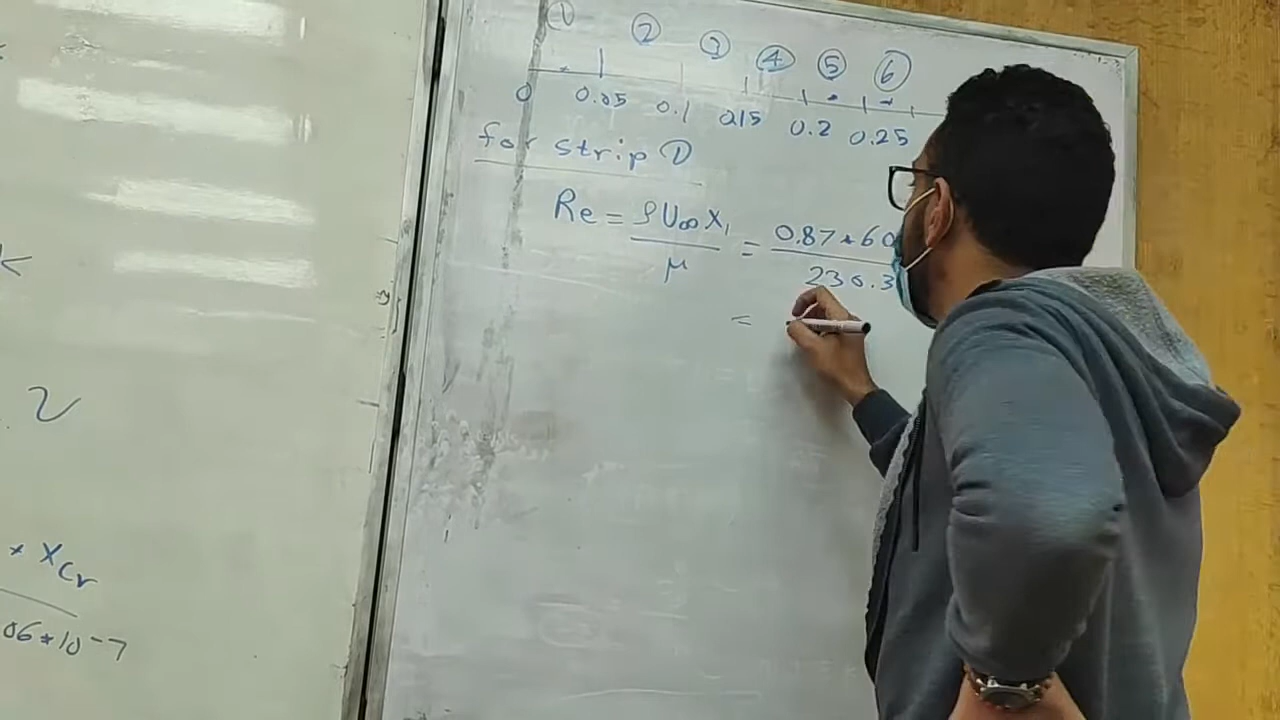 ① ② ③ ④ ⑤ ⑥
0 0.05 0.1 0.15 0.2 0.25
for strip ①
Re = ρU∞X₁ / μ = 0.87*60 / 230.3
=
* Xcr
06*10-7